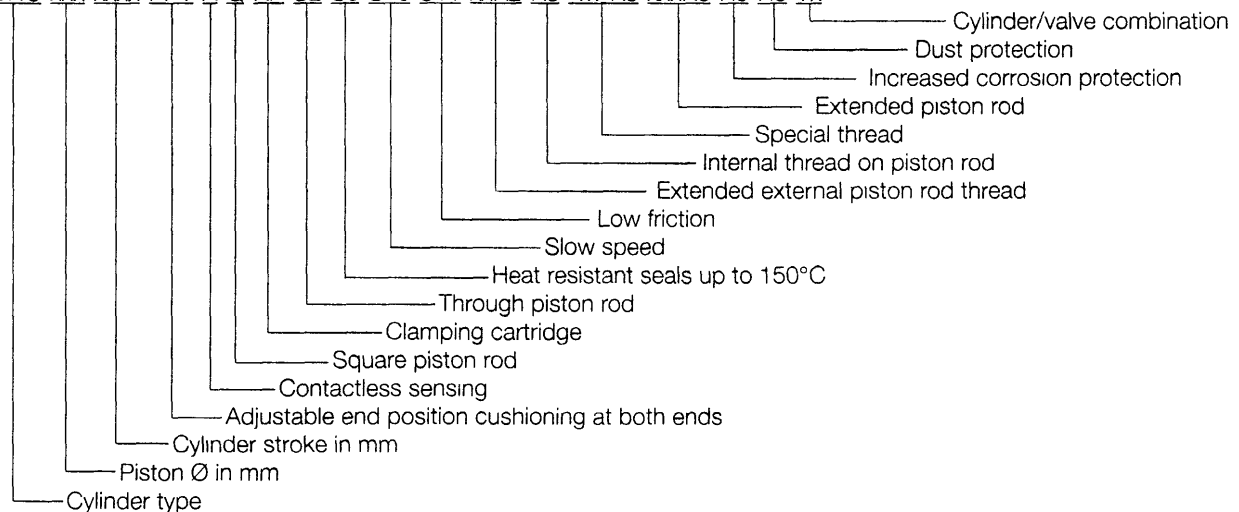 Cylinder/valve combination
Dust protection
Increased corrosion protection
Extended piston rod
Special thread
Internal thread on piston rod
Extended external piston rod thread
Low friction
Slow speed
Heat resistant seals up to 150°C
Through piston rod
Clamping cartridge
Square piston rod
Contactless sensing
Adjustable end position cushioning at both ends
Cylinder stroke in mm
Piston Ø in mm
Cylinder type